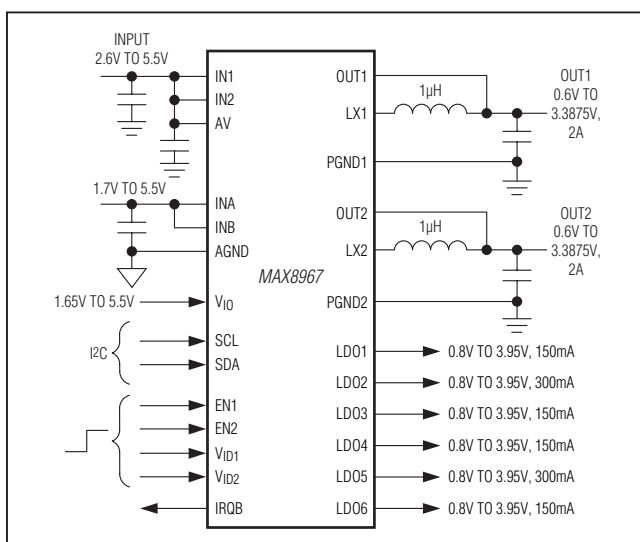 INPUT
2.6V TO 5.5V
IN1
IN2
AV
1.7V TO 5.5V
INA
INB
AGND
1.65V TO 5.5V
VIO
I2C
SCL
SDA
EN1
EN2
VID1
VID2
IRQB
MAX8967
OUT1
LX1
1µH
PGND1
OUT1
0.6V TO
3.3875V,
2A
OUT2
LX2
1µH
PGND2
OUT2
0.6V TO
3.3875V,
2A
LDO1 0.8V TO 3.95V, 150mA
LDO2 0.8V TO 3.95V, 300mA
LDO3 0.8V TO 3.95V, 150mA
LDO4 0.8V TO 3.95V, 150mA
LDO5 0.8V TO 3.95V, 300mA
LDO6 0.8V TO 3.95V, 150mA